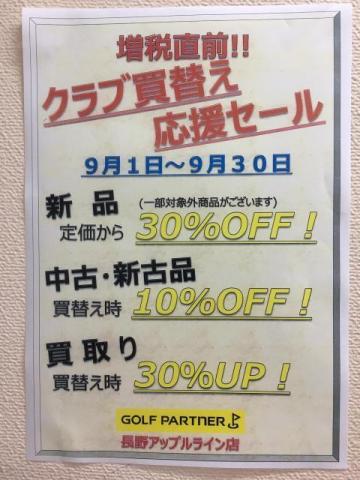 増税直前!!
クラブ買替え
応援セール
9月1日～9月30日
新品 (一部対象外商品がございます)
定価から 30%OFF！
中古・新古品
買替え時 10%OFF！
買取り
買替え時 30%UP！
GOLF PARTNER
長野アップルライン店